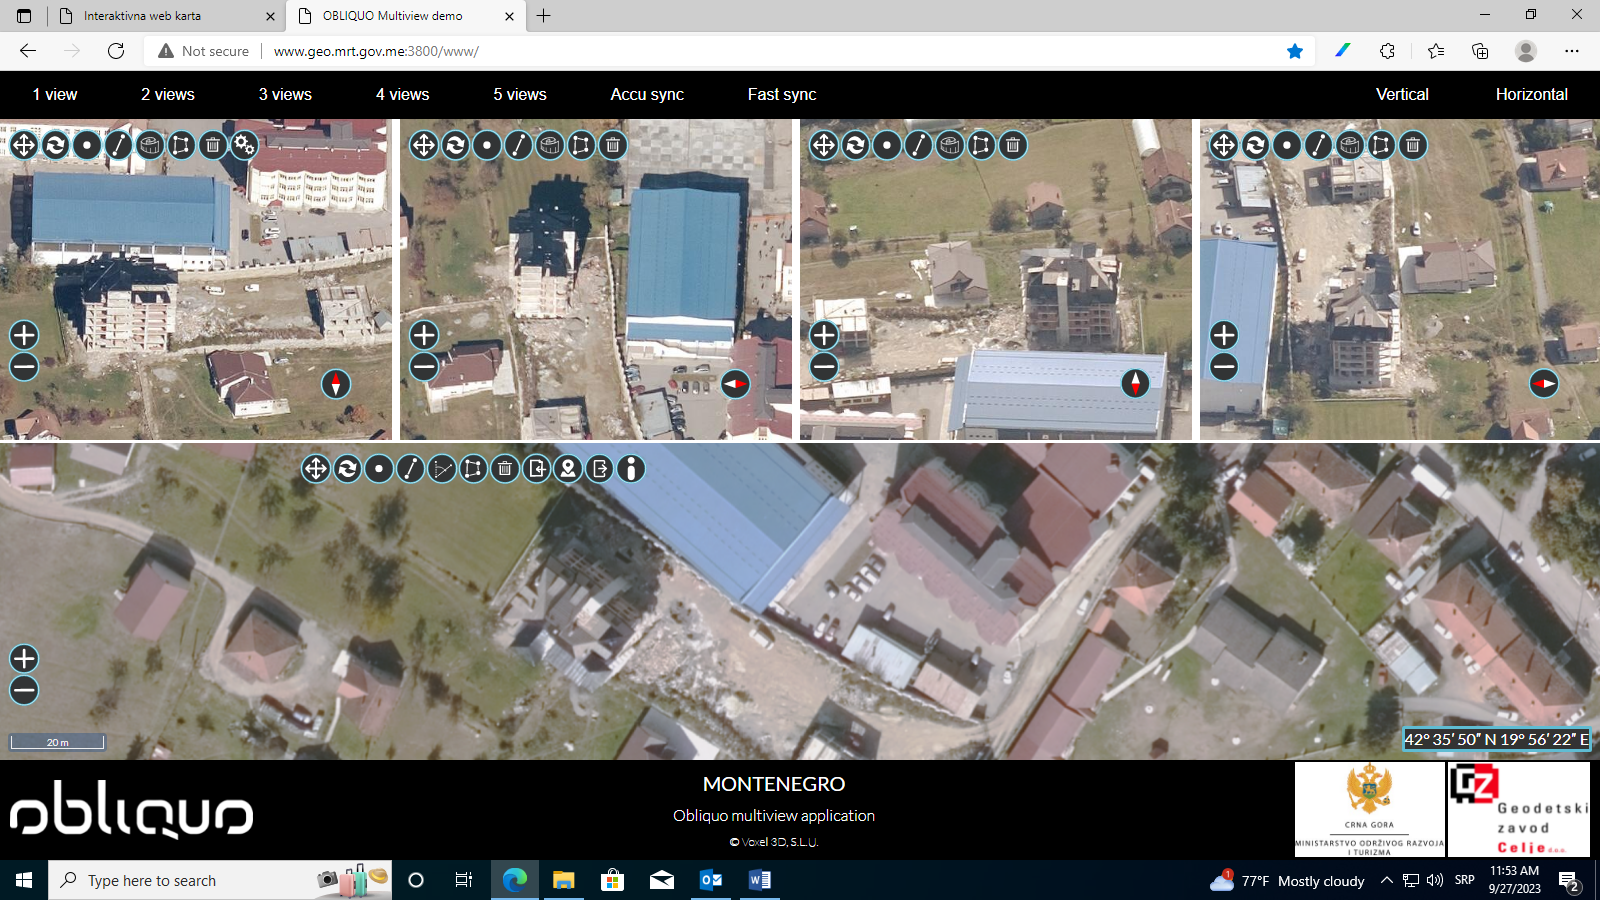 Interaktivna web karta
OBLIQUO Multiview demo
Not secure
www.geo.mrt.gov.me:3800/www/
1 view
2 views
3 views
4 views
5 views
Accu sync
Fast sync
Vertical
Horizontal
20 m
42° 35′ 50″ N 19° 56′ 22″ E
obliquo
MONTENEGRO
Obliquo multiview application
© Voxel 3D, S.L.U.
CRNA GORA
MINISTARSTVO ODRŽIVOG RAZVOJA
I TURIZMA
GZ
Geodetski
zavod
Celje d.o.o.
Type here to search
1
77°F Mostly cloudy
SRP
11:53 AM
9/27/2023
2